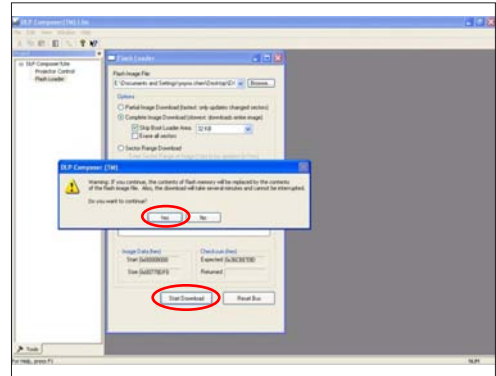 DLP Composer(TM) Lite
File Edit View Window Help
Project
DLP Composer Lite
Projector Control
Flash Loader
Flash Loader
Flash Image File
Browse...
Options
Partial Image Download (fastest: only updates changed sectors)
Complete Image Download (slowest: downloads entire image)
Skip Boot Loader Area 32 KB
Erase all sectors
Sector Range Download
DLP Composer (TM)
Warning: If you continue, the contents of flash memory will be replaced by the contents
of the flash image file. Also, the download will take several minutes and cannot be interrupted.
Do you want to continue?
Yes No
Image Data (hex) Checksum (hex)
Start Expected
Size Returned
Start Download Reset Bus
Tools
For Help, press F1 NUM